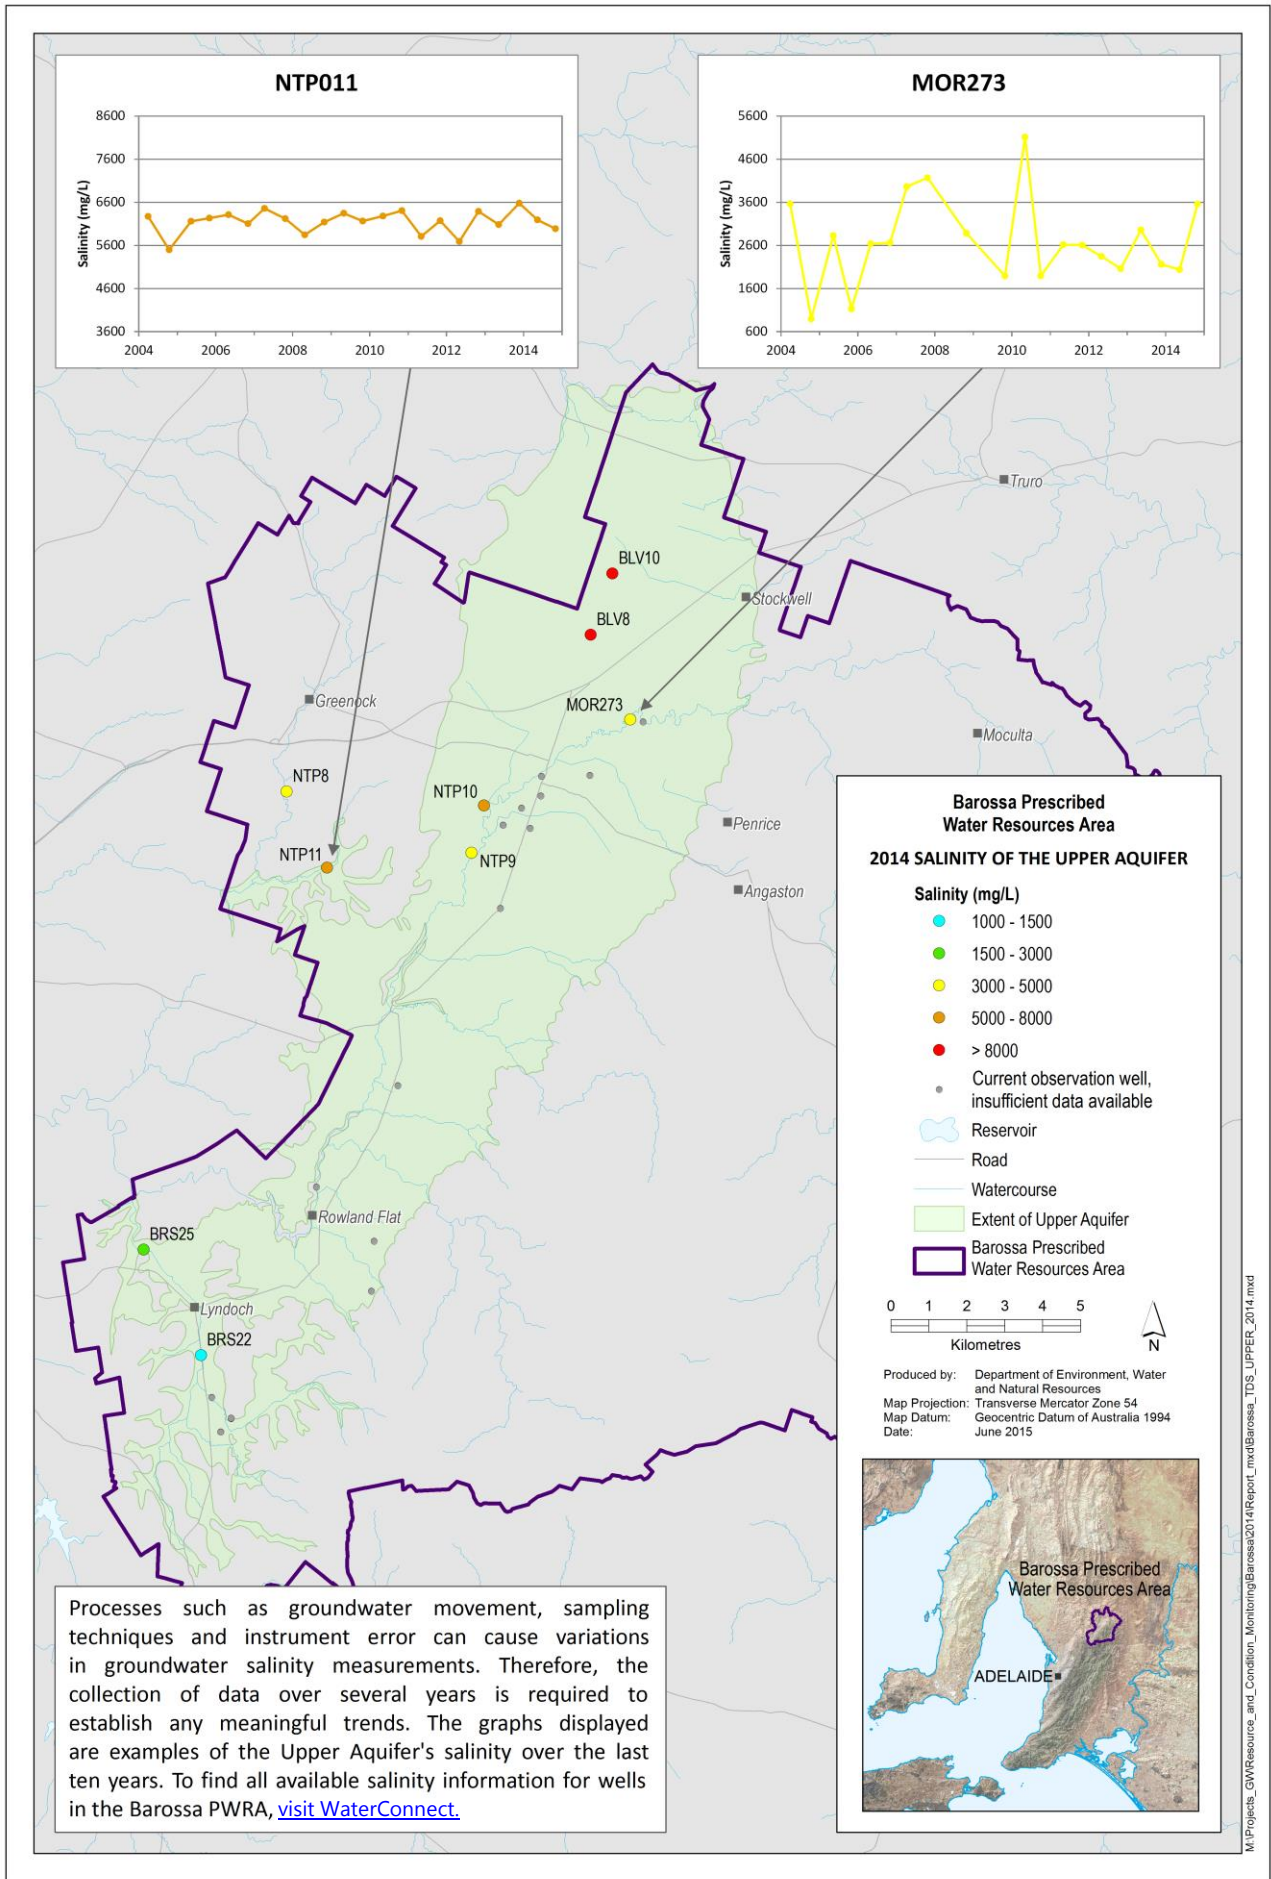 NTP011
8600
7600
6600
5600
4600
3600
Salinity (mg/L)
2004 2006 2008 2010 2012 2014
MOR273
5600
4600
3600
2600
1600
600
Salinity (mg/L)
2004 2006 2008 2010 2012 2014
Truro
BLV10
Stockwell
BLV8
Greenock
MOR273
Moculta
NTP8
NTP10
Penrice
NTP11
NTP9
Angaston
Rowland Flat
BRS25
Lyndoch
BRS22
Barossa Prescribed
Water Resources Area
2014 SALINITY OF THE UPPER AQUIFER
Salinity (mg/L)
1000 - 1500
1500 - 3000
3000 - 5000
5000 - 8000
> 8000
Current observation well,
insufficient data available
Reservoir
Road
Watercourse
Extent of Upper Aquifer
Barossa Prescribed
Water Resources Area
0 1 2 3 4 5
Kilometres
N
Produced by: Department of Environment, Water
and Natural Resources
Map Projection: Transverse Mercator Zone 54
Map Datum: Geocentric Datum of Australia 1994
Date: June 2015
Barossa Prescribed
Water Resources Area
ADELAIDE
Processes such as groundwater movement, sampling
techniques and instrument error can cause variations
in groundwater salinity measurements. Therefore, the
collection of data over several years is required to
establish any meaningful trends. The graphs displayed
are examples of the Upper Aquifer's salinity over the last
ten years. To find all available salinity information for wells
in the Barossa PWRA, visit WaterConnect.
M:\Projects_GW\Resource_and_Condition_Monitoring\Barossa\2014\Report_mxd\Barossa_TDS_UPPER_2014.mxd